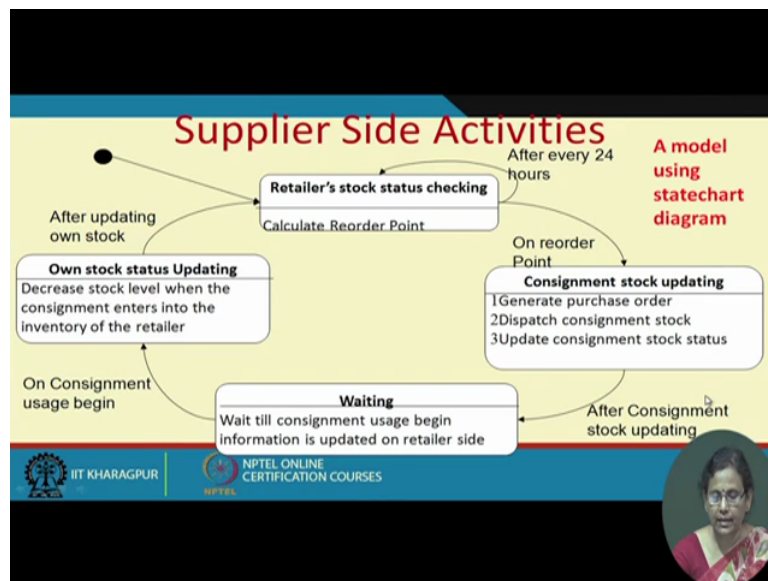 Supplier Side Activities
A model
using
statechart
diagram
After every 24
hours
Retailer's stock status checking
Calculate Reorder Point
After updating
own stock
On reorder
Point
Own stock status Updating
Decrease stock level when the
consignment enters into the
inventory of the retailer
Consignment stock updating
1Generate purchase order
2Dispatch consignment stock
3Update consignment stock status
On Consignment
usage begin
Waiting
Wait till consignment usage begin
information is updated on retailer side
After Consignment
stock updating
IIT KHARAGPUR
NPTEL
NPTEL ONLINE
CERTIFICATION COURSES